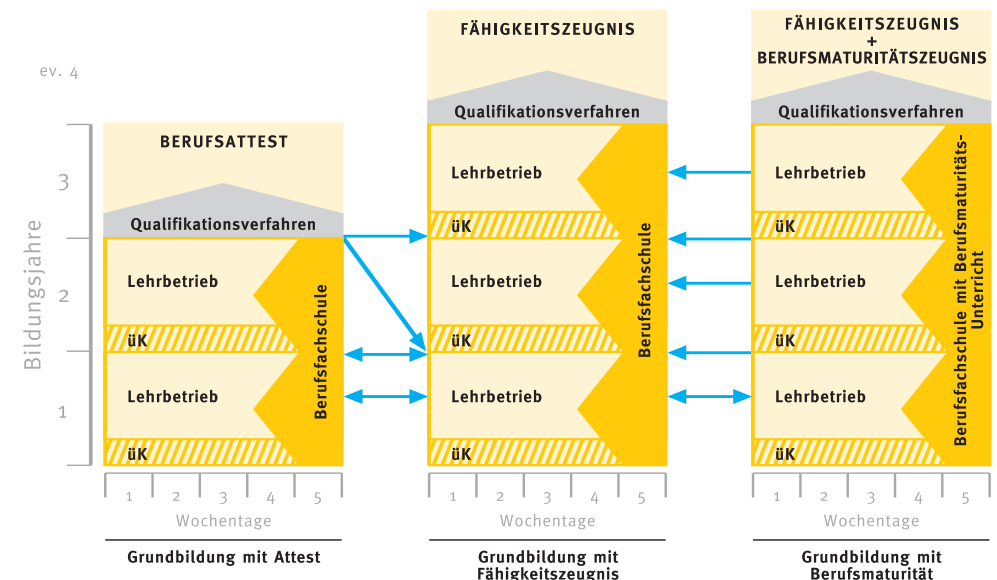 ev. 4
3
2
1
Bildungsjahre
BERUFSATTEST
Qualifikationsverfahren
Lehrbetrieb
üK
Lehrbetrieb
üK
Berufsfachschule
1 2 3 4 5
Wochentage
Grundbildung mit Attest
FÄHIGKEITSZEUGNIS
Qualifikationsverfahren
Lehrbetrieb
üK
Lehrbetrieb
üK
Lehrbetrieb
üK
Berufsfachschule
1 2 3 4 5
Wochentage
Grundbildung mit
Fähigkeitszeugnis
FÄHIGKEITSZEUGNIS
+
BERUFSMATURITÄTSZEUGNIS
Qualifikationsverfahren
Lehrbetrieb
üK
Lehrbetrieb
üK
Lehrbetrieb
üK
Berufsfachschule mit Berufsmaturitäts-
Unterricht
1 2 3 4 5
Wochentage
Grundbildung mit
Berufsmaturität